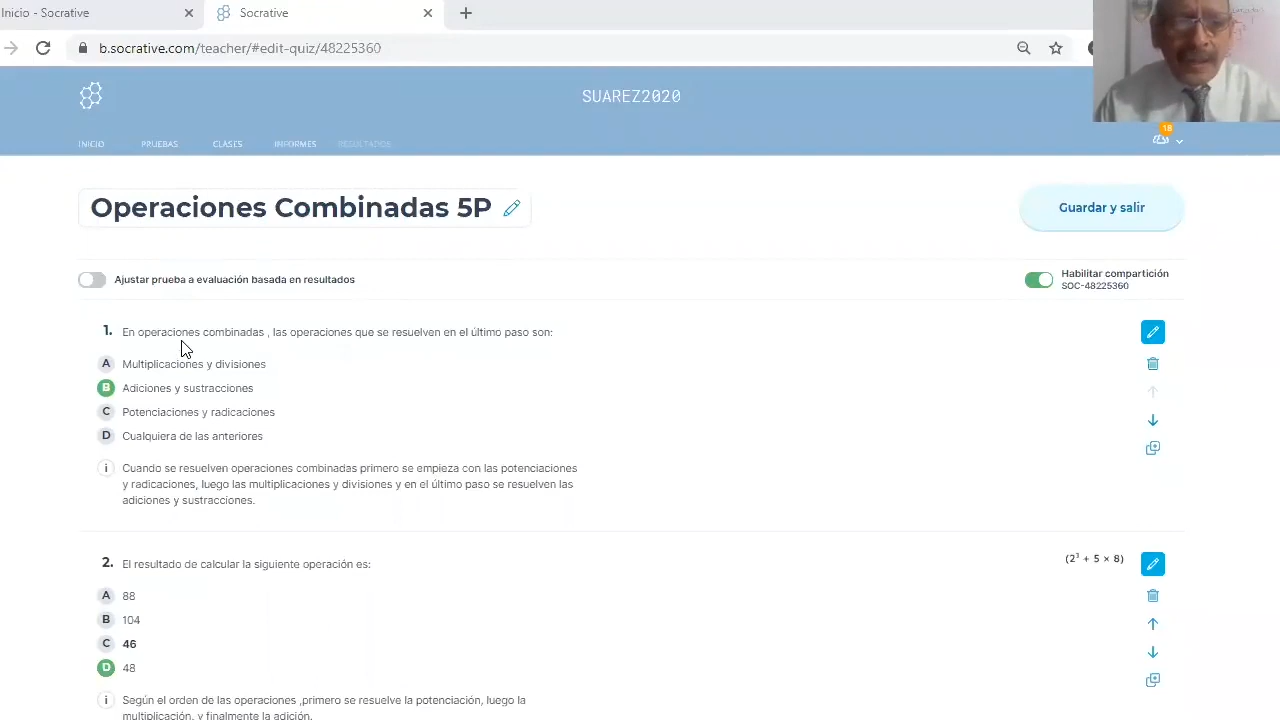 Inicio - Socrative
Socrative
b.socrative.com/teacher/#edit-quiz/48225360
SUAREZ2020
INICIO PRUEBAS CLASES INFORMES RESULTADOS
18
Operaciones Combinadas 5P
Guardar y salir
Ajustar prueba a evaluación basada en resultados
Habilitar compartición
SOC-48225360
1. En operaciones combinadas , las operaciones que se resuelven en el último paso son:
A Multiplicaciones y divisiones
B Adiciones y sustracciones
C Potenciaciones y radicaciones
D Cualquiera de las anteriores
i Cuando se resuelven operaciones combinadas primero se empieza con las potenciaciones
y radicaciones, luego las multiplicaciones y divisiones y en el último paso se resuelven las
adiciones y sustracciones.
2. El resultado de calcular la siguiente operación es:
(2³ + 5 × 8)
A 88
B 104
C 46
D 48
i Según el orden de las operaciones ,primero se resuelve la potenciación, luego la
multiplicación, y finalmente la adición.